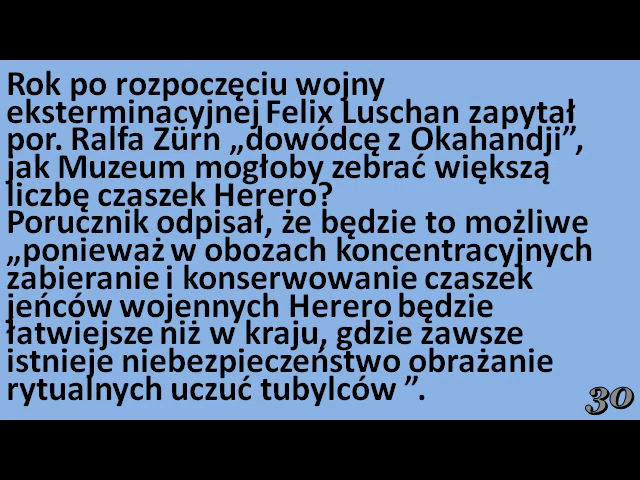 Rok po rozpoczęciu wojny
eksterminacyjnej Felix Luschan zapytał
por. Ralfa Zürn „dowódcę z Okahandji”,
jak Muzeum mogłoby zebrać większą
liczbę czaszek Herero?
Porucznik odpisał, że będzie to możliwe
„ponieważ w obozach koncentracyjnych
zabieranie i konserwowanie czaszek
jeńców wojennych Herero będzie
łatwiejsze niż w kraju, gdzie zawsze
istnieje niebezpieczeństwo obrażanie
rytualnych uczuć tubylców ”.
30